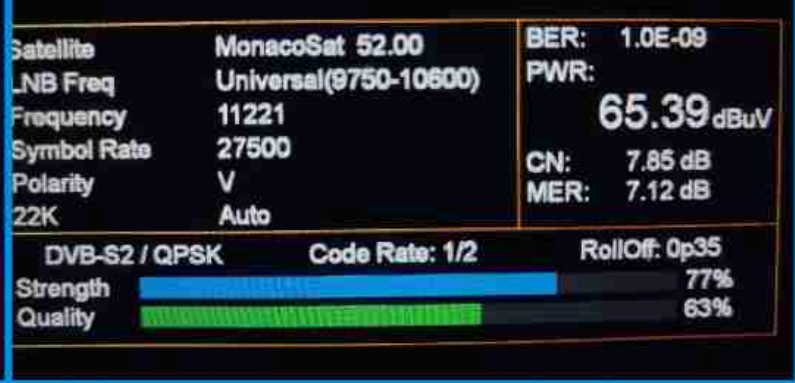 Satellite MonacoSat 52.00
LNB Freq Universal(9750-10600)
Frequency 11221
Symbol Rate 27500
Polarity V
22K Auto
BER: 1.0E-09
PWR:
65.39 dBuV
CN: 7.85 dB
MER: 7.12 dB
DVB-S2 / QPSK Code Rate: 1/2 RollOff: 0p35
Strength 77%
Quality 63%